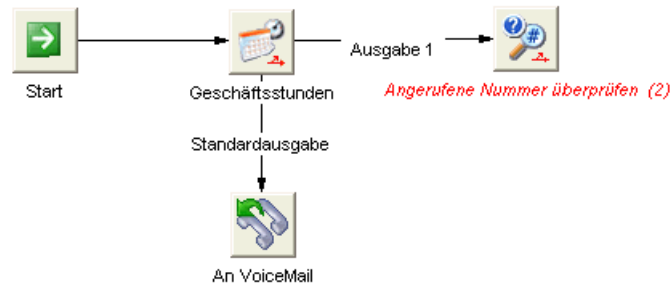 Ausgabe 1
Start
Geschäftsstunden
Angerufene Nummer überprüfen (2)
Standardausgabe
An VoiceMail